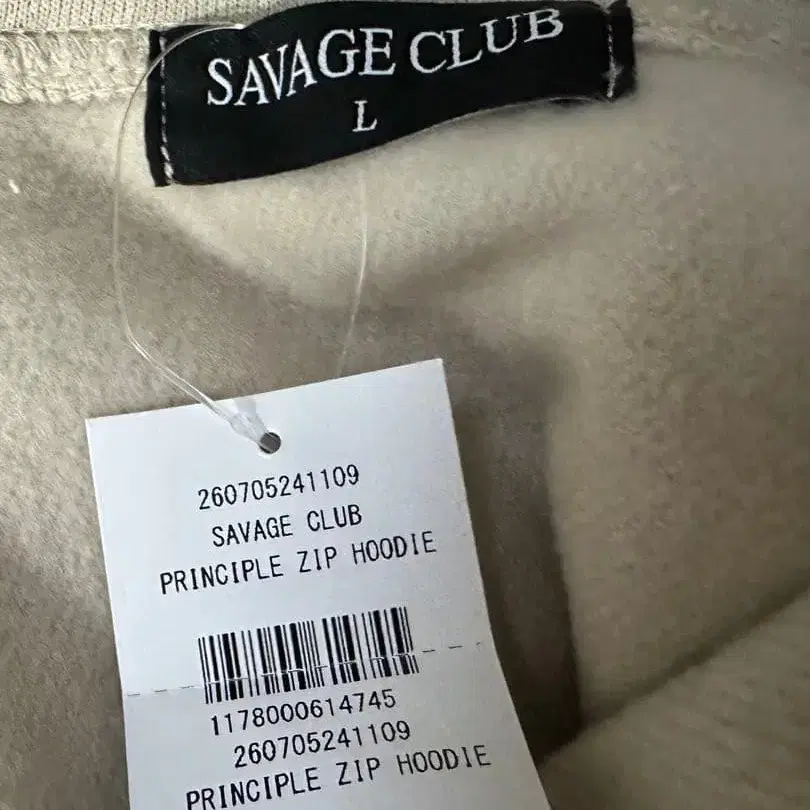 SAVAGE CLUB
L
260705241109
SAVAGE CLUB
PRINCIPLE ZIP HOODIE
1178000614745
260705241109
PRINCIPLE ZIP HOODIE